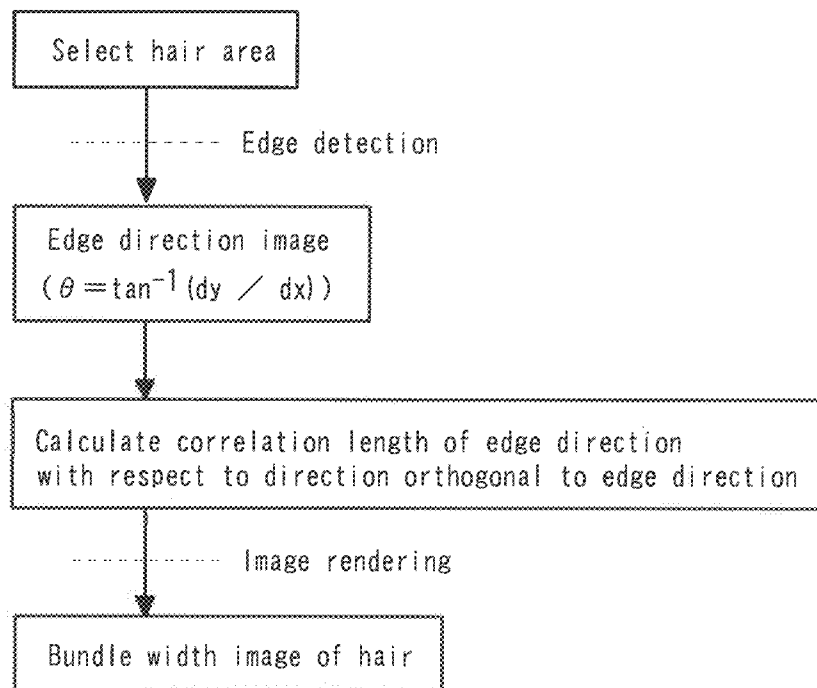 Select hair area
Edge detection
Edge direction image
(θ=tan⁻¹(dy / dx))
Calculate correlation length of edge direction
with respect to direction orthogonal to edge direction
Image rendering
Bundle width image of hair